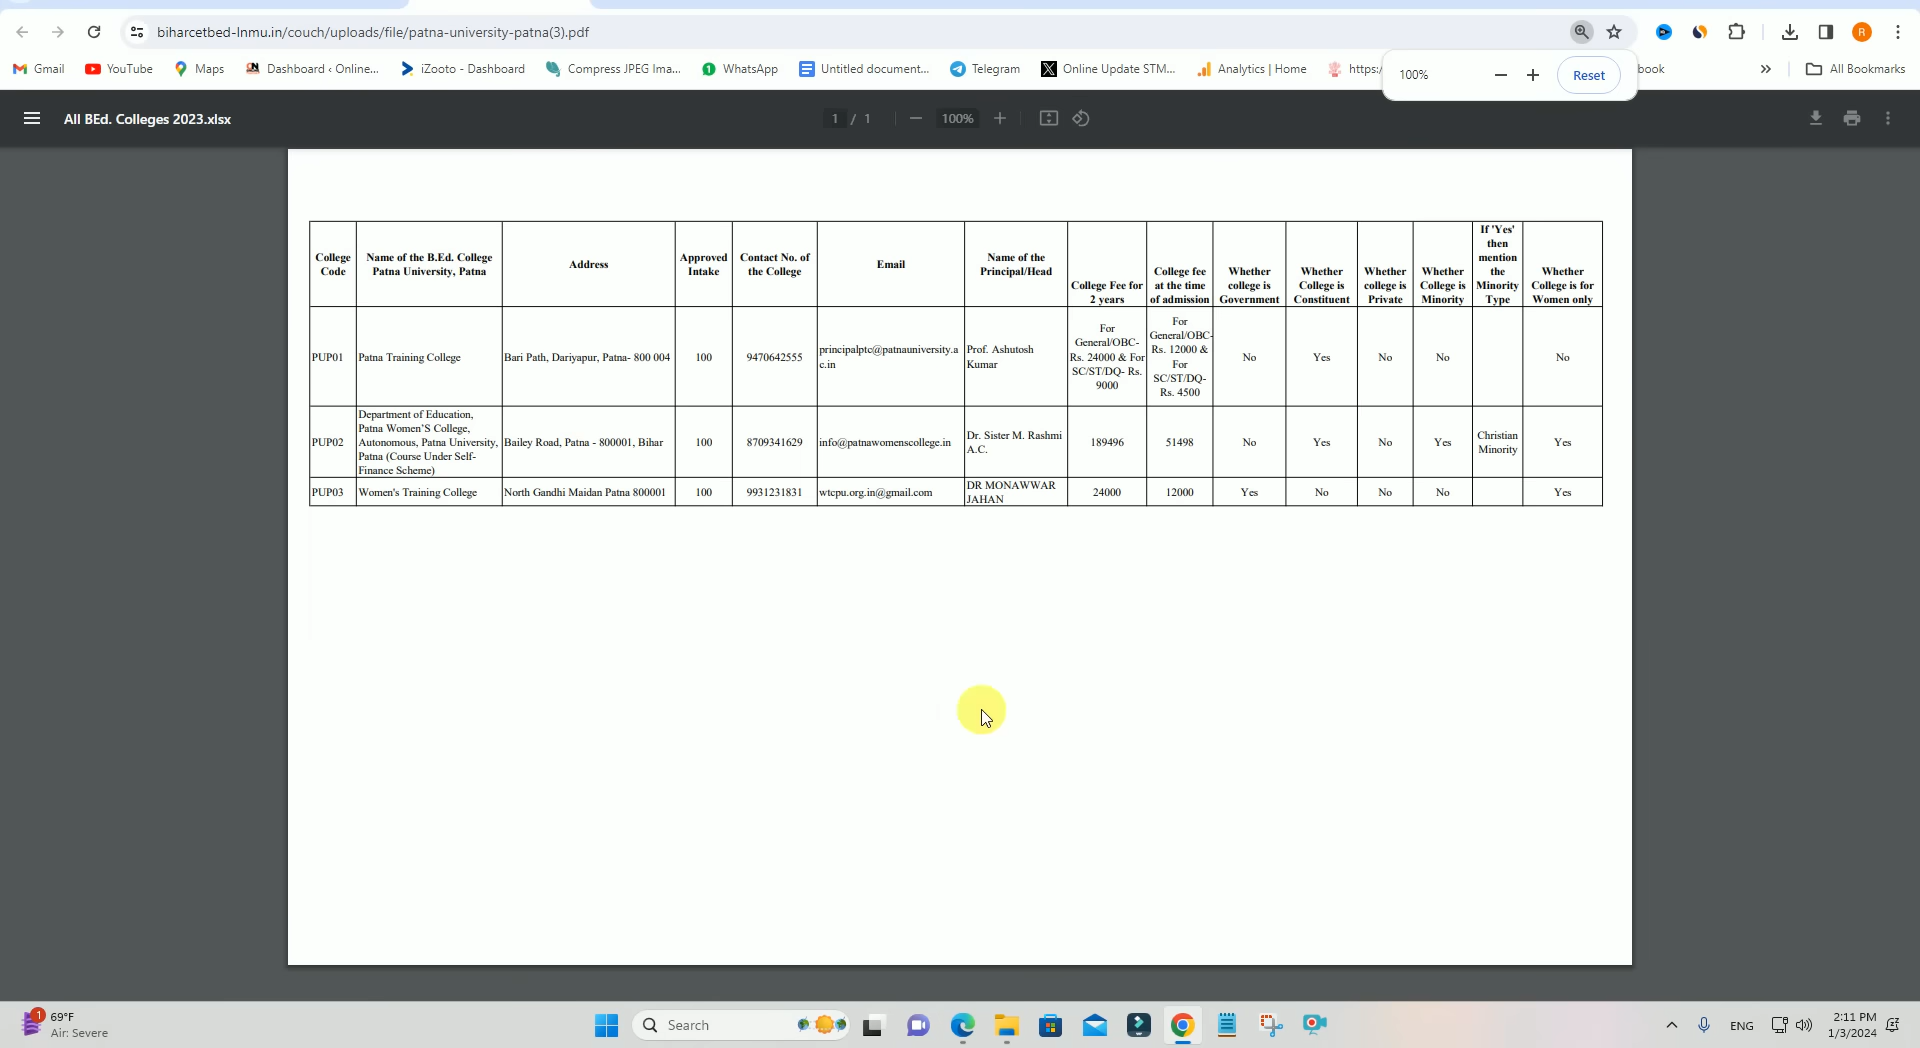 biharcetbed-lnmu.in/couch/uploads/file/patna-university-patna(3).pdf
Gmail YouTube Maps Dashboard ‹ Online... iZooto - Dashboard Compress JPEG Ima... WhatsApp Untitled document... Telegram Online Update STM... Analytics | Home https:/ book » All Bookmarks
100% Reset
All BEd. Colleges 2023.xlsx 1 / 1 100%
College Code
Name of the B.Ed. College Patna University, Patna
Address
Approved Intake
Contact No. of the College
Email
Name of the Principal/Head
College Fee for 2 years
College fee at the time of admission
Whether college is Government
Whether College is Constituent
Whether college is Private
Whether College is Minority
If 'Yes' then mention the Minority Type
Whether College is for Women only
PUP01
Patna Training College
Bari Path, Dariyapur, Patna- 800 004
100
9470642555
principalptc@patnauniversity.a
c.in
Prof. Ashutosh
Kumar
For
General/OBC-
Rs. 24000 & For
SC/ST/DQ- Rs.
9000
For
General/OBC-
Rs. 12000 &
For
SC/ST/DQ-
Rs. 4500
No
Yes
No
No
No
PUP02
Department of Education,
Patna Women'S College,
Autonomous, Patna University,
Patna (Course Under Self-
Finance Scheme)
Bailey Road, Patna - 800001, Bihar
100
8709341629
info@patnawomenscollege.in
Dr. Sister M. Rashmi
A.C.
189496
51498
No
Yes
No
Yes
Christian
Minority
Yes
PUP03
Women's Training College
North Gandhi Maidan Patna 800001
100
9931231831
wtcpu.org.in@gmail.com
DR MONAWWAR
JAHAN
24000
12000
Yes
No
No
No
Yes
1
69°F
Air: Severe
Search
ENG
2:11 PM
1/3/2024